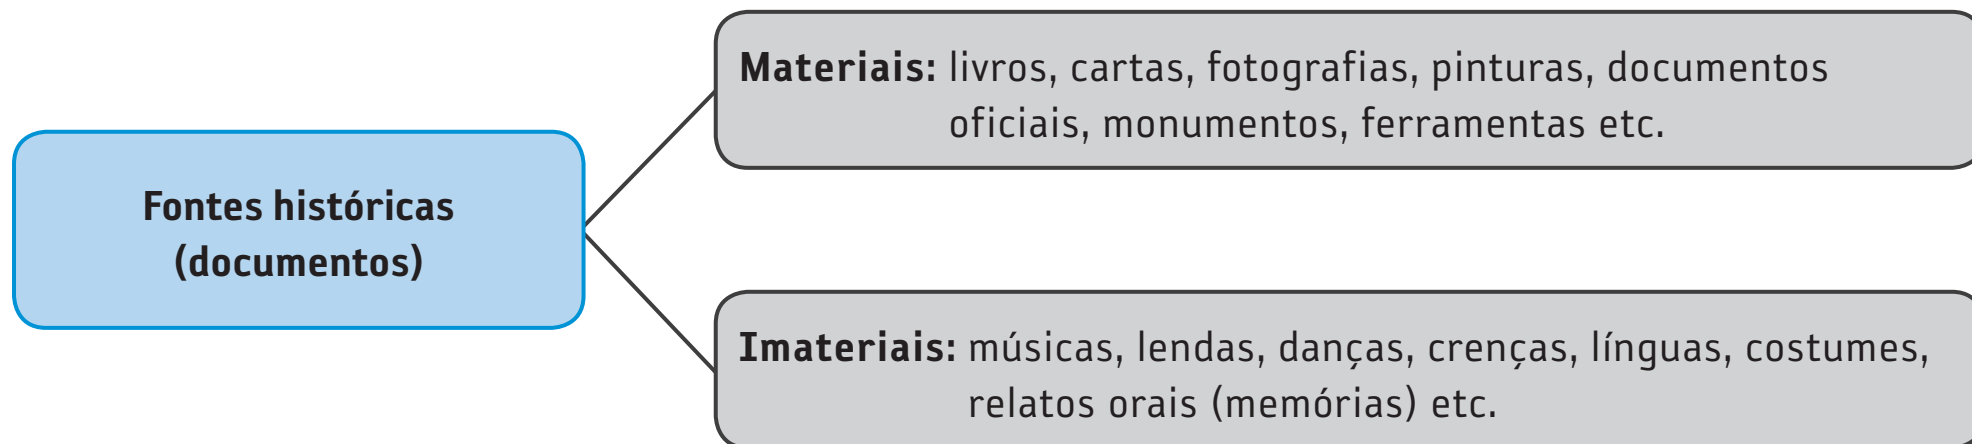 Fontes históricas
(documentos)
Materiais: livros, cartas, fotografias, pinturas, documentos
oficiais, monumentos, ferramentas etc.
Imateriais: músicas, lendas, danças, crenças, línguas, costumes,
relatos orais (memórias) etc.